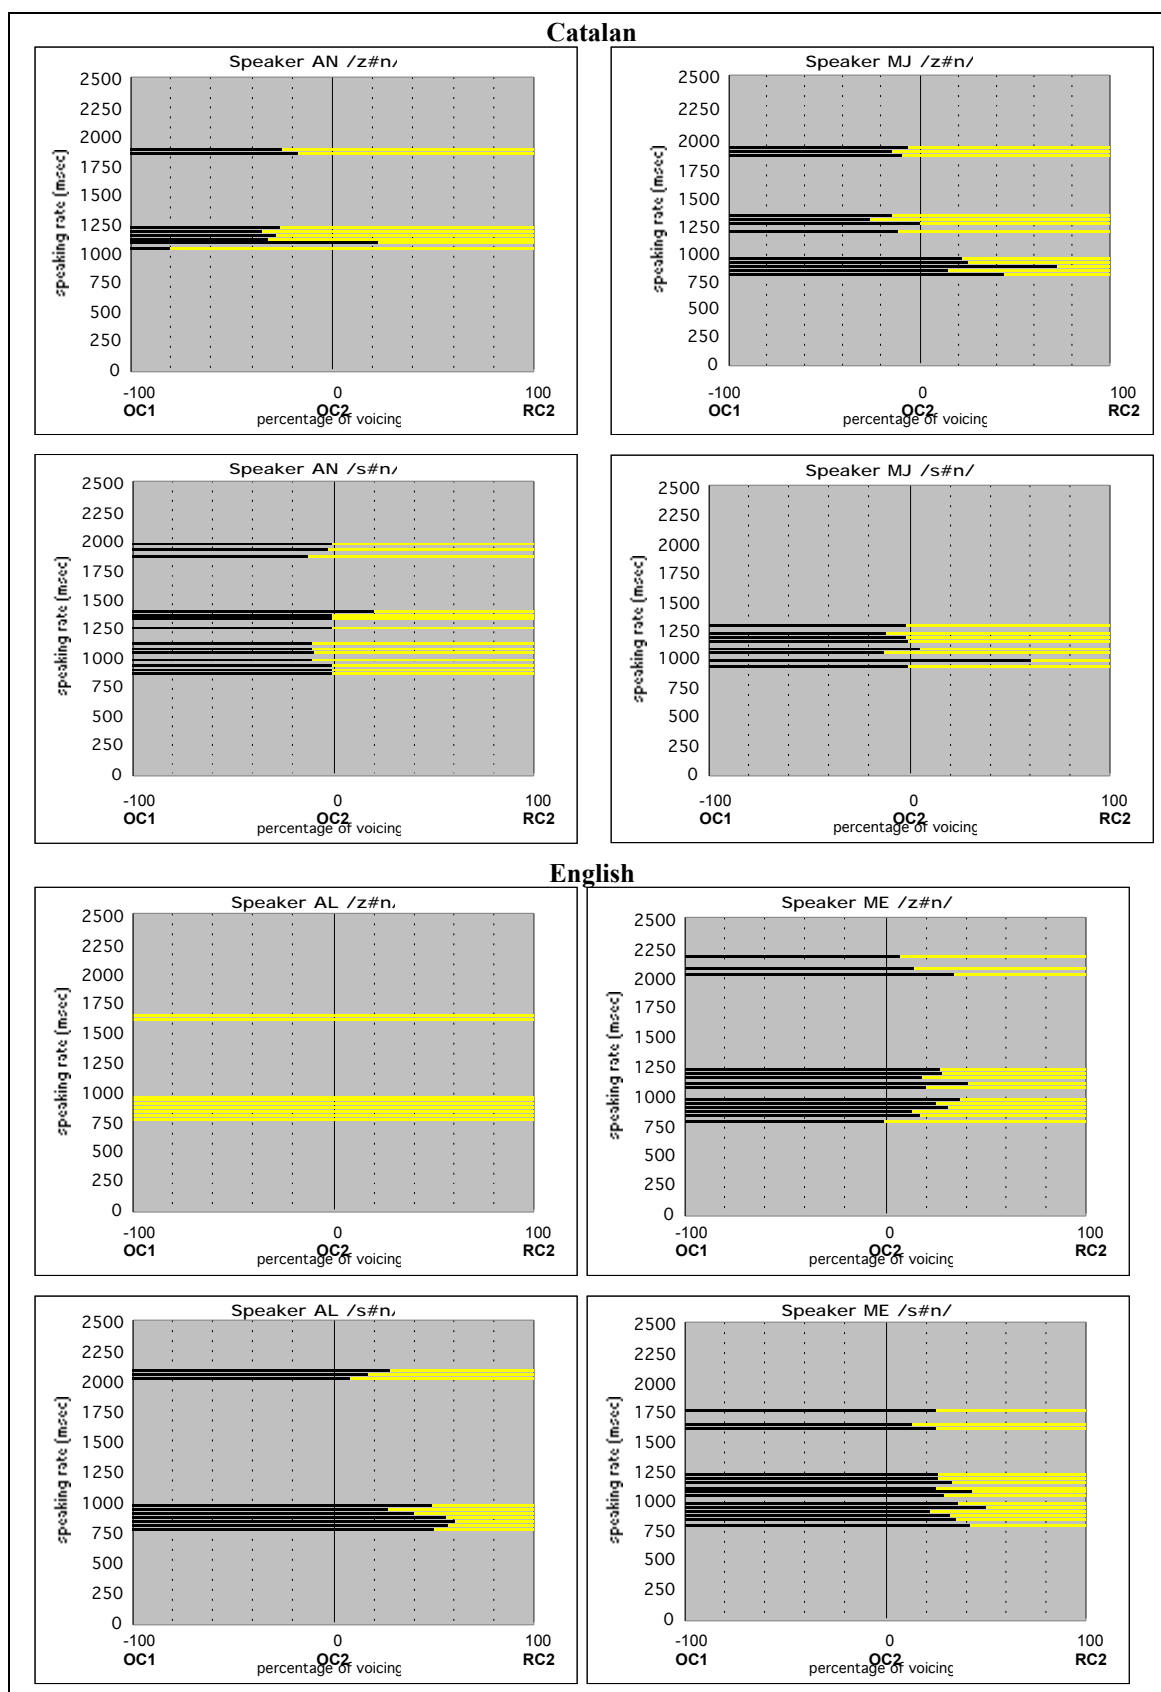 Catalan
Speaker AN /z#n/
2500
2250
2000
1750
1500
1250
1000
750
500
250
0
speaking rate (msec)
-100 0 100
OC1 OC2 RC2
percentage of voicing
Speaker MJ /z#n/
2500
2250
2000
1750
1500
1250
1000
750
500
250
0
speaking rate (msec)
-100 0 100
OC1 OC2 RC2
percentage of voicing
Speaker AN /s#n/
2500
2250
2000
1750
1500
1250
1000
750
500
250
0
speaking rate (msec)
-100 0 100
OC1 OC2 RC2
percentage of voicing
Speaker MJ /s#n/
2500
2250
2000
1750
1500
1250
1000
750
500
250
0
speaking rate (msec)
-100 0 100
OC1 OC2 RC2
percentage of voicing
English
Speaker AL /z#n/
2500
2250
2000
1750
1500
1250
1000
750
500
250
0
speaking rate (msec)
-100 0 100
OC1 OC2 RC2
percentage of voicing
Speaker ME /z#n/
2500
2250
2000
1750
1500
1250
1000
750
500
250
0
speaking rate (msec)
-100 0 100
OC1 OC2 RC2
percentage of voicing
Speaker AL /s#n/
2500
2250
2000
1750
1500
1250
1000
750
500
250
0
speaking rate (msec)
-100 0 100
OC1 OC2 RC2
percentage of voicing
Speaker ME /s#n/
2500
2250
2000
1750
1500
1250
1000
750
500
250
0
speaking rate (msec)
-100 0 100
OC1 OC2 RC2
percentage of voicing